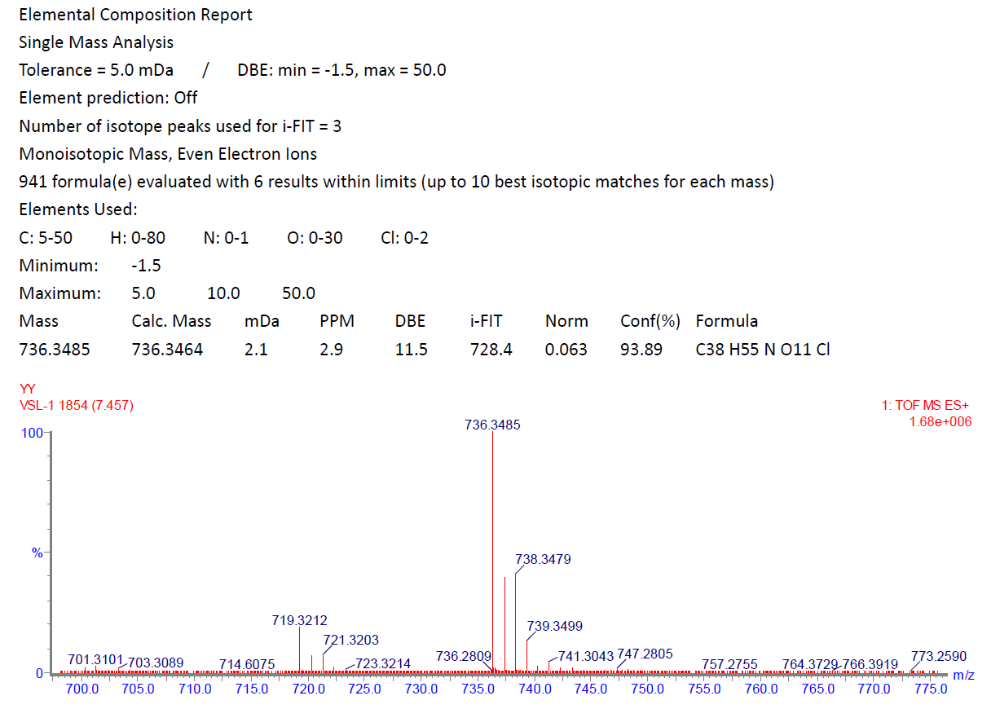 Elemental Composition Report
Single Mass Analysis
Tolerance = 5.0 mDa / DBE: min = -1.5, max = 50.0
Element prediction: Off
Number of isotope peaks used for i-FIT = 3
Monoisotopic Mass, Even Electron Ions
941 formula(e) evaluated with 6 results within limits (up to 10 best isotopic matches for each mass)
Elements Used:
C: 5-50 H: 0-80 N: 0-1 O: 0-30 Cl: 0-2
Minimum: -1.5
Maximum: 5.0 10.0 50.0
Mass Calc. Mass mDa PPM DBE i-FIT Norm Conf(%) Formula
736.3485 736.3464 2.1 2.9 11.5 728.4 0.063 93.89 C38 H55 N O11 Cl
YY
VSL-1 1854 (7.457) 1: TOF MS ES+
1.68e+006
736.3485
100
%
738.3479
719.3212
739.3499
721.3203
701.3101 703.3089 714.6075 723.3214 736.2809 741.3043 747.2805 757.2755 764.3729 766.3919 773.2590
0
m/z
700.0 705.0 710.0 715.0 720.0 725.0 730.0 735.0 740.0 745.0 750.0 755.0 760.0 765.0 770.0 775.0